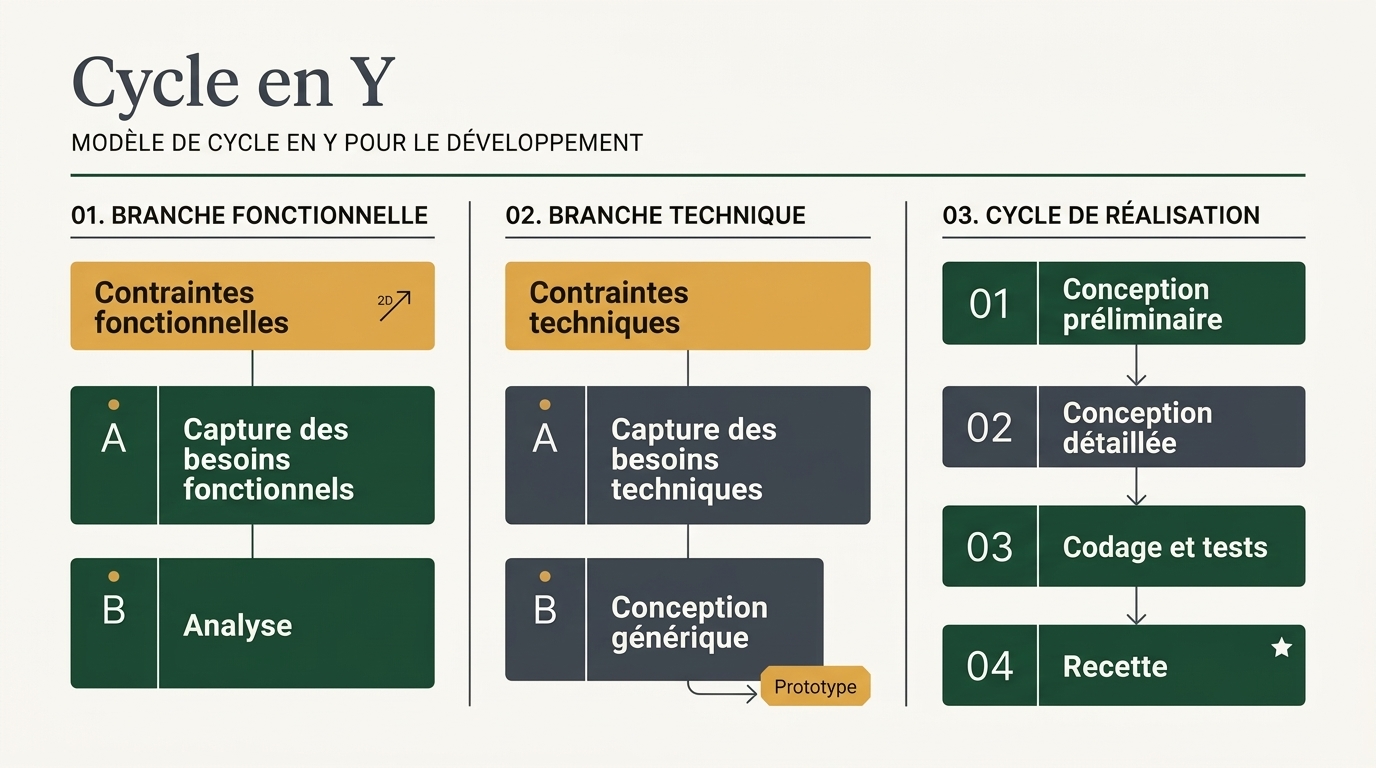 Cycle en Y
MODÈLE DE CYCLE EN Y POUR LE DÉVELOPPEMENT
01. BRANCHE FONCTIONNELLE
Contraintes
fonctionnelles
2D
A
Capture des
besoins
fonctionnels
B
Analyse
02. BRANCHE TECHNIQUE
Contraintes
techniques
A
Capture des
besoins
techniques
B
Conception
générique
Prototype
03. CYCLE DE RÉALISATION
01
Conception
préliminaire
02
Conception
détaillée
03
Codage et tests
04
Recette